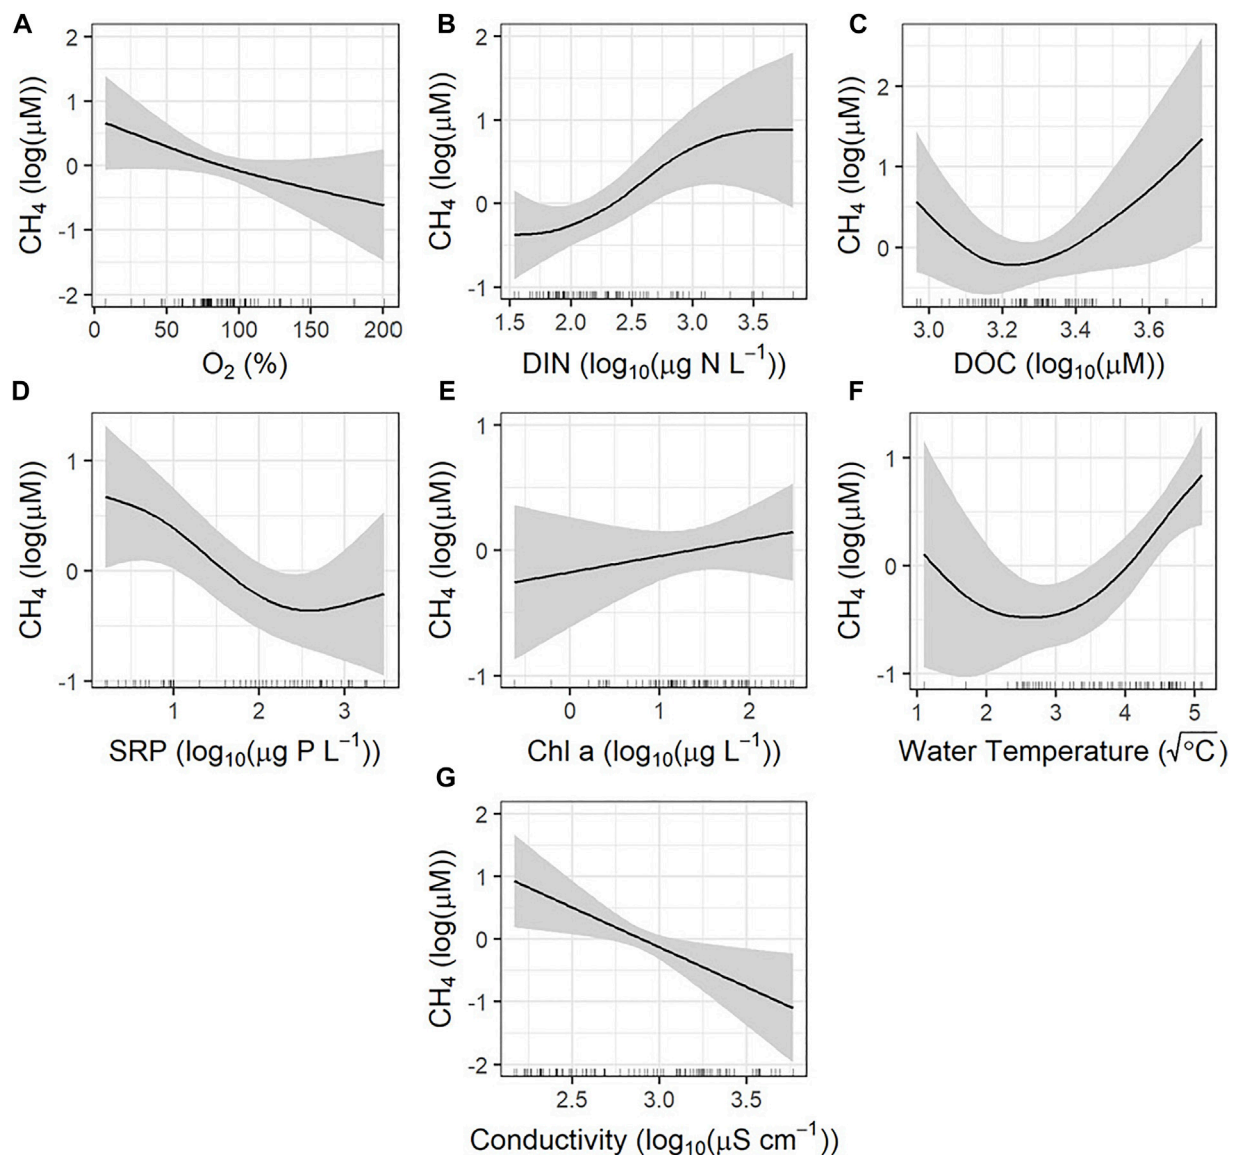 A
CH₄ (log(μM))
2
1
0
-1
-2
0 50 100 150 200
O₂ (%)
B
CH₄ (log(μM))
2
1
0
-1
1.5 2.0 2.5 3.0 3.5
DIN (log₁₀(μg N L⁻¹))
C
CH₄ (log(μM))
2
1
0
3.0 3.2 3.4 3.6
DOC (log₁₀(μM))
D
CH₄ (log(μM))
1
0
-1
1 2 3
SRP (log₁₀(μg P L⁻¹))
E
CH₄ (log(μM))
1
0
-1
0 1 2
Chl a (log₁₀(μg L⁻¹))
F
CH₄ (log(μM))
1
0
-1
1 2 3 4 5
Water Temperature (√°C)
G
CH₄ (log(μM))
2
1
0
-1
-2
2.5 3.0 3.5
Conductivity (log₁₀(μS cm⁻¹))